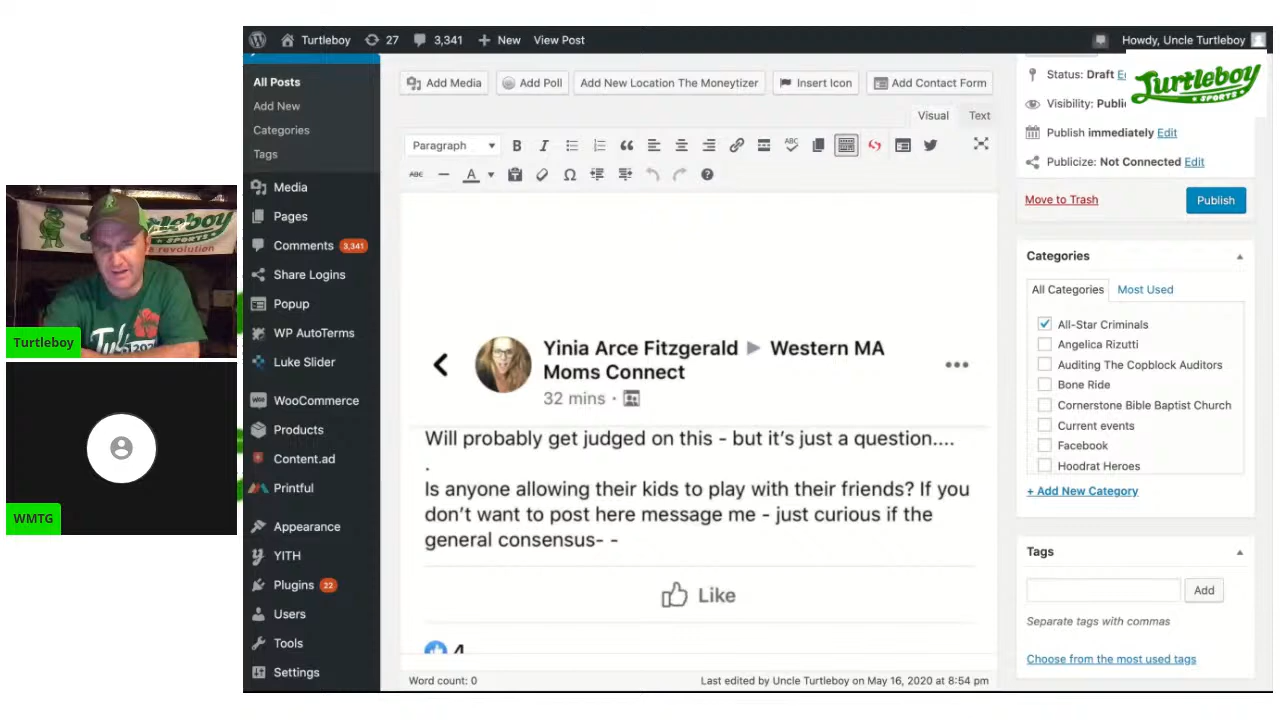 Turtleboy
27
3,341
New
View Post
Howdy, Uncle Turtleboy
Turtleboy
SPORTS
All Posts
Add New
Categories
Tags
Media
Pages
Comments 3,341
Share Logins
Popup
WP AutoTerms
Luke Slider
WooCommerce
Products
Content.ad
Printful
Appearance
YITH
Plugins 22
Users
Tools
Settings
Turtleboy
WMTG
Add Media
Add Poll
Add New Location The Moneytizer
Insert Icon
Add Contact Form
Visual
Text
Paragraph
B
I
ABC
A
Yinia Arce Fitzgerald ▶ Western MA
Moms Connect
32 mins ·
Will probably get judged on this - but it's just a question....
.
Is anyone allowing their kids to play with their friends? If you
don't want to post here message me - just curious if the
general consensus- -
Like
4
Word count: 0
Last edited by Uncle Turtleboy on May 16, 2020 at 8:54 pm
Status: Draft
Visibility:
Publish immediately Edit
Publicize: Not Connected Edit
Move to Trash
Publish
Categories
All Categories
Most Used
All-Star Criminals
Angelica Rizutti
Auditing The Copblock Auditors
Bone Ride
Cornerstone Bible Baptist Church
Current events
Facebook
Hoodrat Heroes
+ Add New Category
Tags
Add
Separate tags with commas
Choose from the most used tags